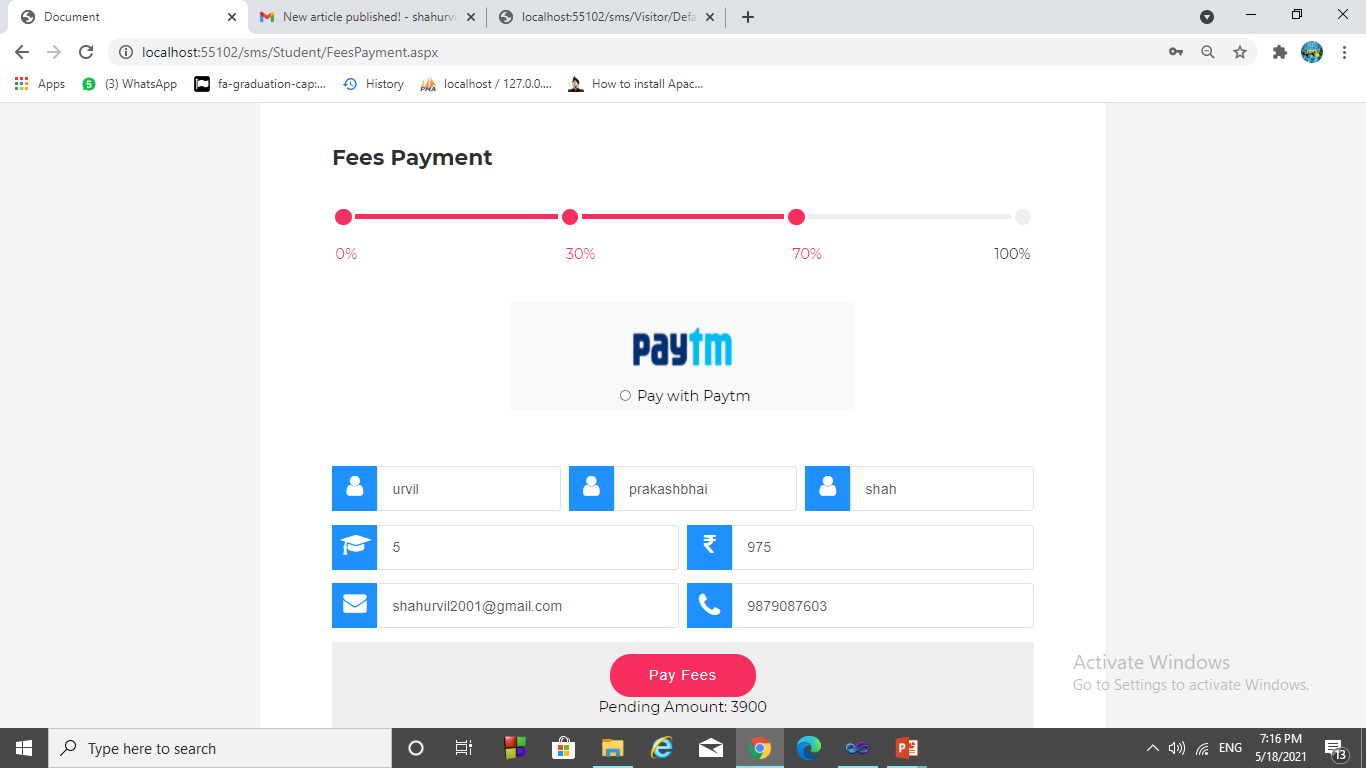 Document
New article published! - shahurvil
localhost:55102/sms/Visitor/Defa
localhost:55102/sms/Student/FeesPayment.aspx
Apps
5
(3) WhatsApp
fa-graduation-cap:...
History
PMA
localhost / 127.0.0....
How to install Apac...
Fees Payment
0%
30%
70%
100%
paytm
Pay with Paytm
urvil
prakashbhai
shah
5
₹
975
shahurvil2001@gmail.com
9879087603
Pay Fees
Pending Amount: 3900
Activate Windows
Go to Settings to activate Windows.
Type here to search
ENG
7:16 PM
5/18/2021
13